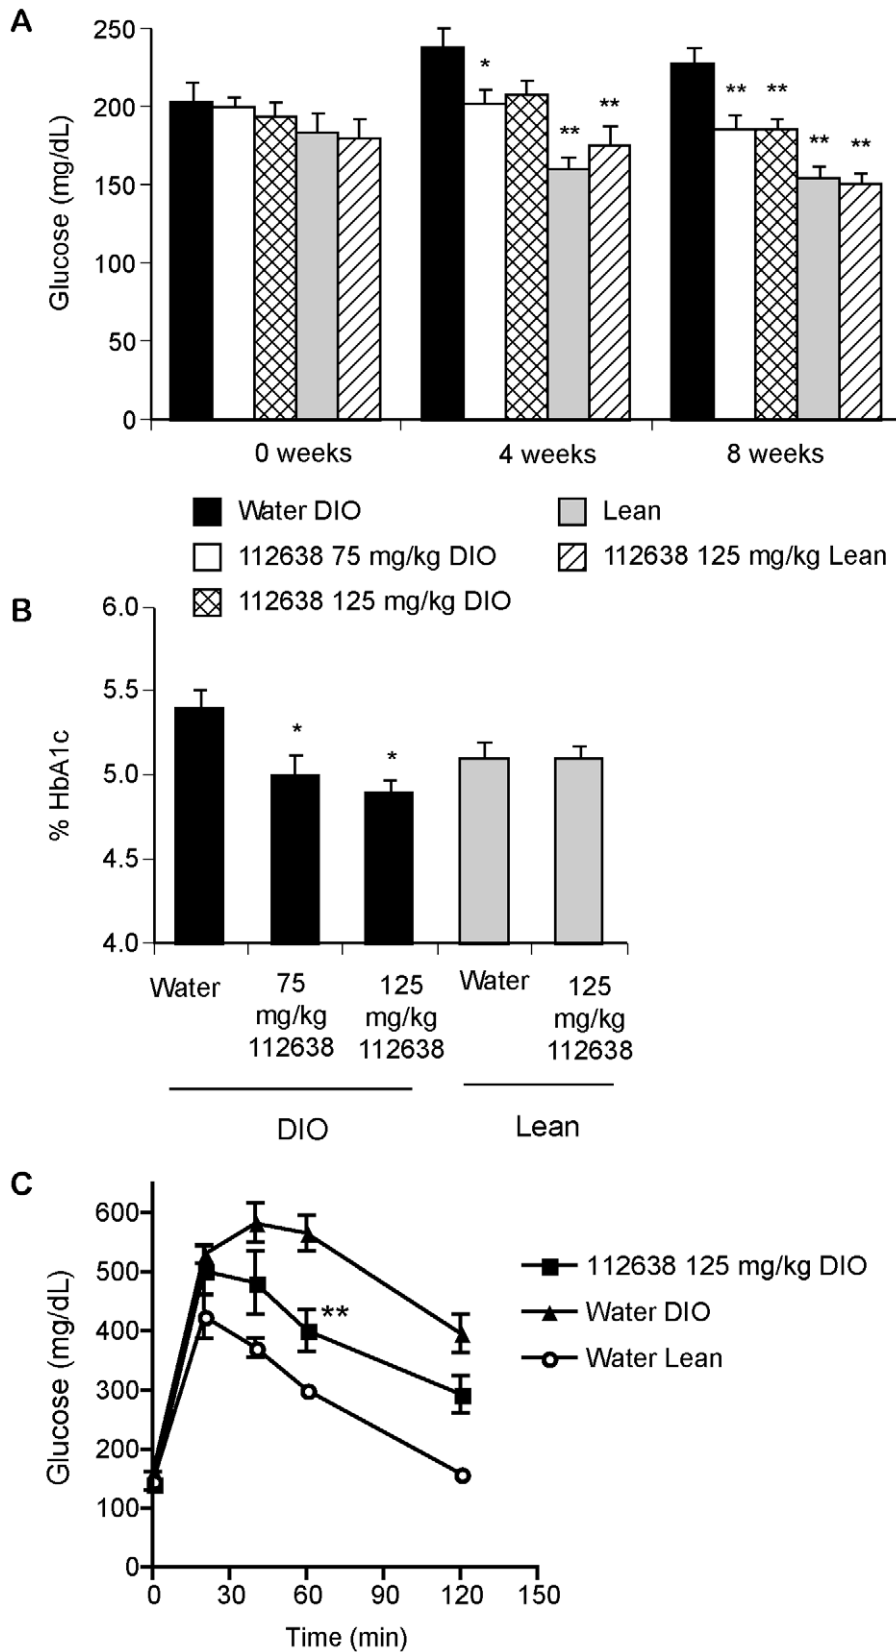 A
Glucose (mg/dL)
250
200
150
100
50
0
*
**
**
**
**
**
**
0 weeks
4 weeks
8 weeks
Water DIO
Lean
112638 75 mg/kg DIO
112638 125 mg/kg Lean
112638 125 mg/kg DIO
B
% HbA1c
6.0
5.5
5.0
4.5
4.0
*
*
Water
75
mg/kg
112638
125
mg/kg
112638
Water
125
mg/kg
112638
DIO
Lean
C
Glucose (mg/dL)
600
500
400
300
200
100
0
**
112638 125 mg/kg DIO
Water DIO
Water Lean
0
30
60
90
120
150
Time (min)